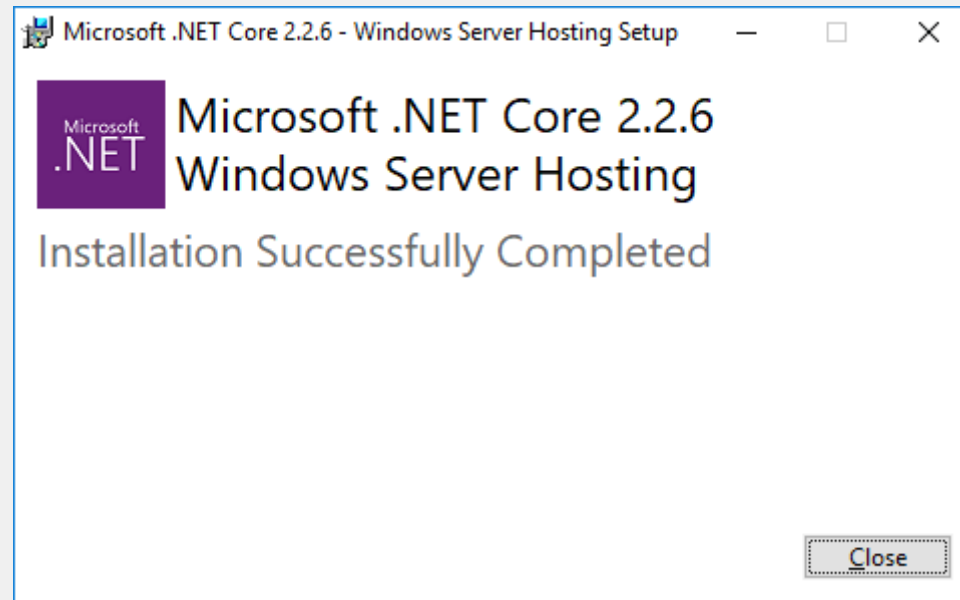 Microsoft .NET Core 2.2.6 - Windows Server Hosting Setup
Microsoft
.NET
Microsoft .NET Core 2.2.6
Windows Server Hosting
Installation Successfully Completed
Close